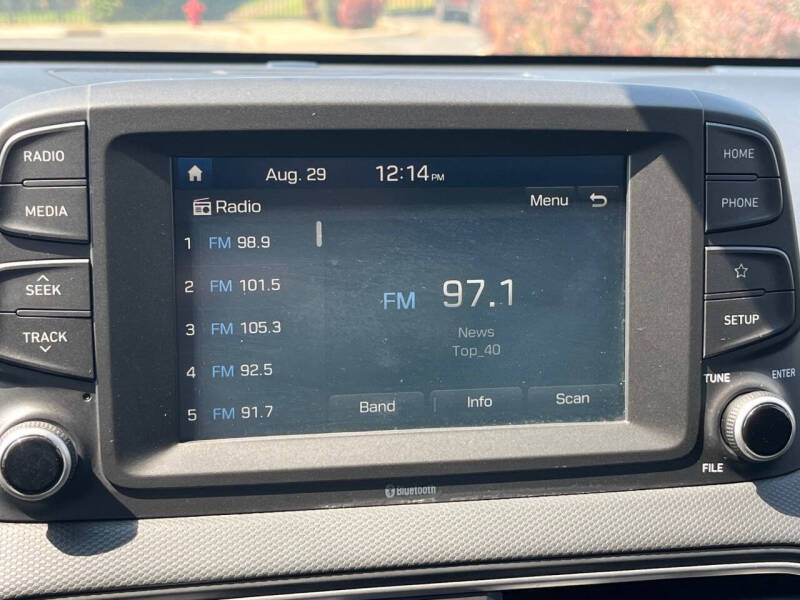 RADIO
MEDIA
SEEK
TRACK
Aug. 29 12:14 PM
Radio Menu
1 FM 98.9
2 FM 101.5
3 FM 105.3
4 FM 92.5
5 FM 91.7
FM 97.1
News
Top_40
Band Info Scan
HOME
PHONE
SETUP
TUNE ENTER
FILE
Bluetooth